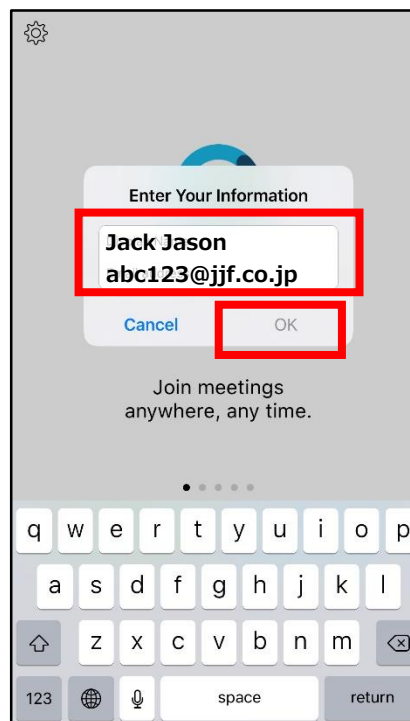 Enter Your Information
Jack Jason
abc123@jjf.co.jp
Cancel OK
Join meetings
anywhere, any time.
q w e r t y u i o p
a s d f g h j k l
z x c v b n m
123 space return